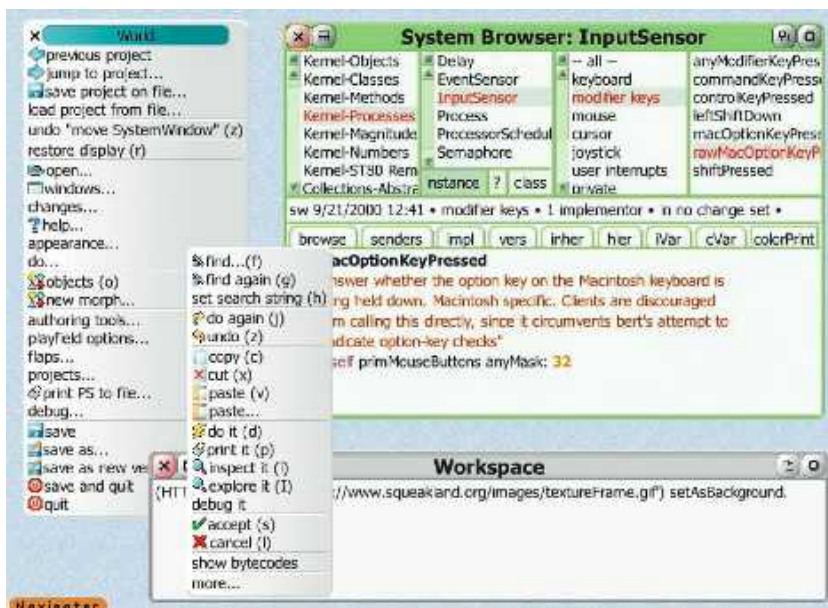 World
previous project
jump to project...
save project on file...
load project from file...
undo "move SystemWindow" (z)
restore display (r)
open...
windows...
changes...
help...
appearance...
do...
objects (o)
new morph...
authoring tools...
playfield options...
flaps...
projects...
print PS to file...
debug...
save
save as...
save as new ve
save and quit
quit
find...(f)
find again (g)
set search string (h)
do again (j)
undo (z)
copy (c)
cut (x)
paste (v)
paste...
do it (d)
print it (p)
inspect it (i)
explore it (I)
debug it
accept (s)
cancel (l)
show bytecodes
more...
System Browser: InputSensor
Kernel-Objects
Kernel-Classes
Kernel-Methods
Kernel-Processes
Kernel-Magnitude
Kernel-Numbers
Kernel-ST80 Rem
Collections-Abstra
Delay
EventSensor
InputSensor
Process
ProcessorSchedul
Semaphore
nstance ? class
-- all --
keyboard
modifier keys
mouse
cursor
joystick
user interrupts
private
anyModifierKeyPres
commandKeyPress
controlKeyPressed
leftShiftDown
macOptionKeyPres
rawMacOptionKeyP
shiftPressed
sw 9/21/2000 12:41 • modifier keys • 1 implementor • in no change set •
browse senders impl vers inher hier iVar cVar colorPrint
acOptionKeyPressed
nswer whether the option key on the Macintosh keyboard is
ng held down. Macintosh specific. Clients are discouraged
m calling this directly, since it circumvents bert's attempt to
dicate option-key checks"
elf primMouseButtons anyMask: 32
Workspace
(HTT ://www.squeakland.org/images/textureFrame.gif') setAsBackground.
Navigator